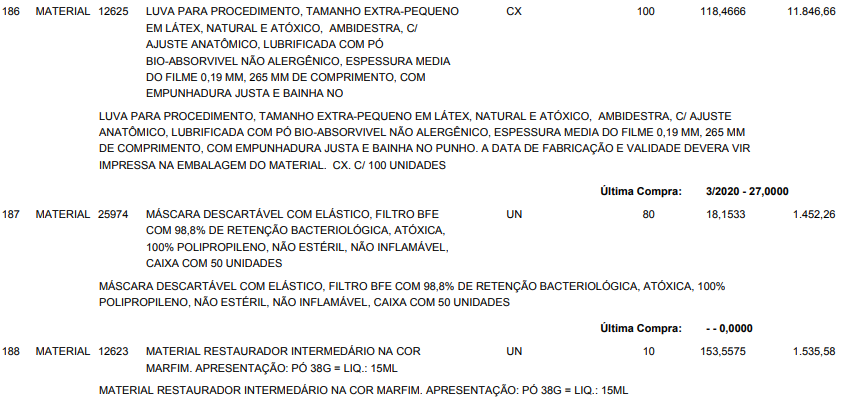 186 MATERIAL 12625 LUVA PARA PROCEDIMENTO, TAMANHO EXTRA-PEQUENO CX 100 118,4666 11.846,66
EM LÁTEX, NATURAL E ATÓXICO, AMBIDESTRA, C/
AJUSTE ANATÔMICO, LUBRIFICADA COM PÓ
BIO-ABSORVIVEL NÃO ALERGÊNICO, ESPESSURA MEDIA
DO FILME 0,19 MM, 265 MM DE COMPRIMENTO, COM
EMPUNHADURA JUSTA E BAINHA NO
LUVA PARA PROCEDIMENTO, TAMANHO EXTRA-PEQUENO EM LÁTEX, NATURAL E ATÓXICO, AMBIDESTRA, C/ AJUSTE
ANATÔMICO, LUBRIFICADA COM PÓ BIO-ABSORVIVEL NÃO ALERGÊNICO, ESPESSURA MEDIA DO FILME 0,19 MM, 265 MM
DE COMPRIMENTO, COM EMPUNHADURA JUSTA E BAINHA NO PUNHO. A DATA DE FABRICAÇÃO E VALIDADE DEVERA VIR
IMPRESSA NA EMBALAGEM DO MATERIAL. CX. C/ 100 UNIDADES
Última Compra: 3/2020 - 27,0000
187 MATERIAL 25974 MÁSCARA DESCARTÁVEL COM ELÁSTICO, FILTRO BFE UN 80 18,1533 1.452,26
COM 98,8% DE RETENÇÃO BACTERIOLÓGICA, ATÓXICA,
100% POLIPROPILENO, NÃO ESTÉRIL, NÃO INFLAMÁVEL,
CAIXA COM 50 UNIDADES
MÁSCARA DESCARTÁVEL COM ELÁSTICO, FILTRO BFE COM 98,8% DE RETENÇÃO BACTERIOLÓGICA, ATÓXICA, 100%
POLIPROPILENO, NÃO ESTÉRIL, NÃO INFLAMÁVEL, CAIXA COM 50 UNIDADES
Última Compra: - - 0,0000
188 MATERIAL 12623 MATERIAL RESTAURADOR INTERMEDÁRIO NA COR UN 10 153,5575 1.535,58
MARFIM. APRESENTAÇÃO: PÓ 38G = LIQ.: 15ML
MATERIAL RESTAURADOR INTERMEDÁRIO NA COR MARFIM. APRESENTAÇÃO: PÓ 38G = LIQ.: 15ML